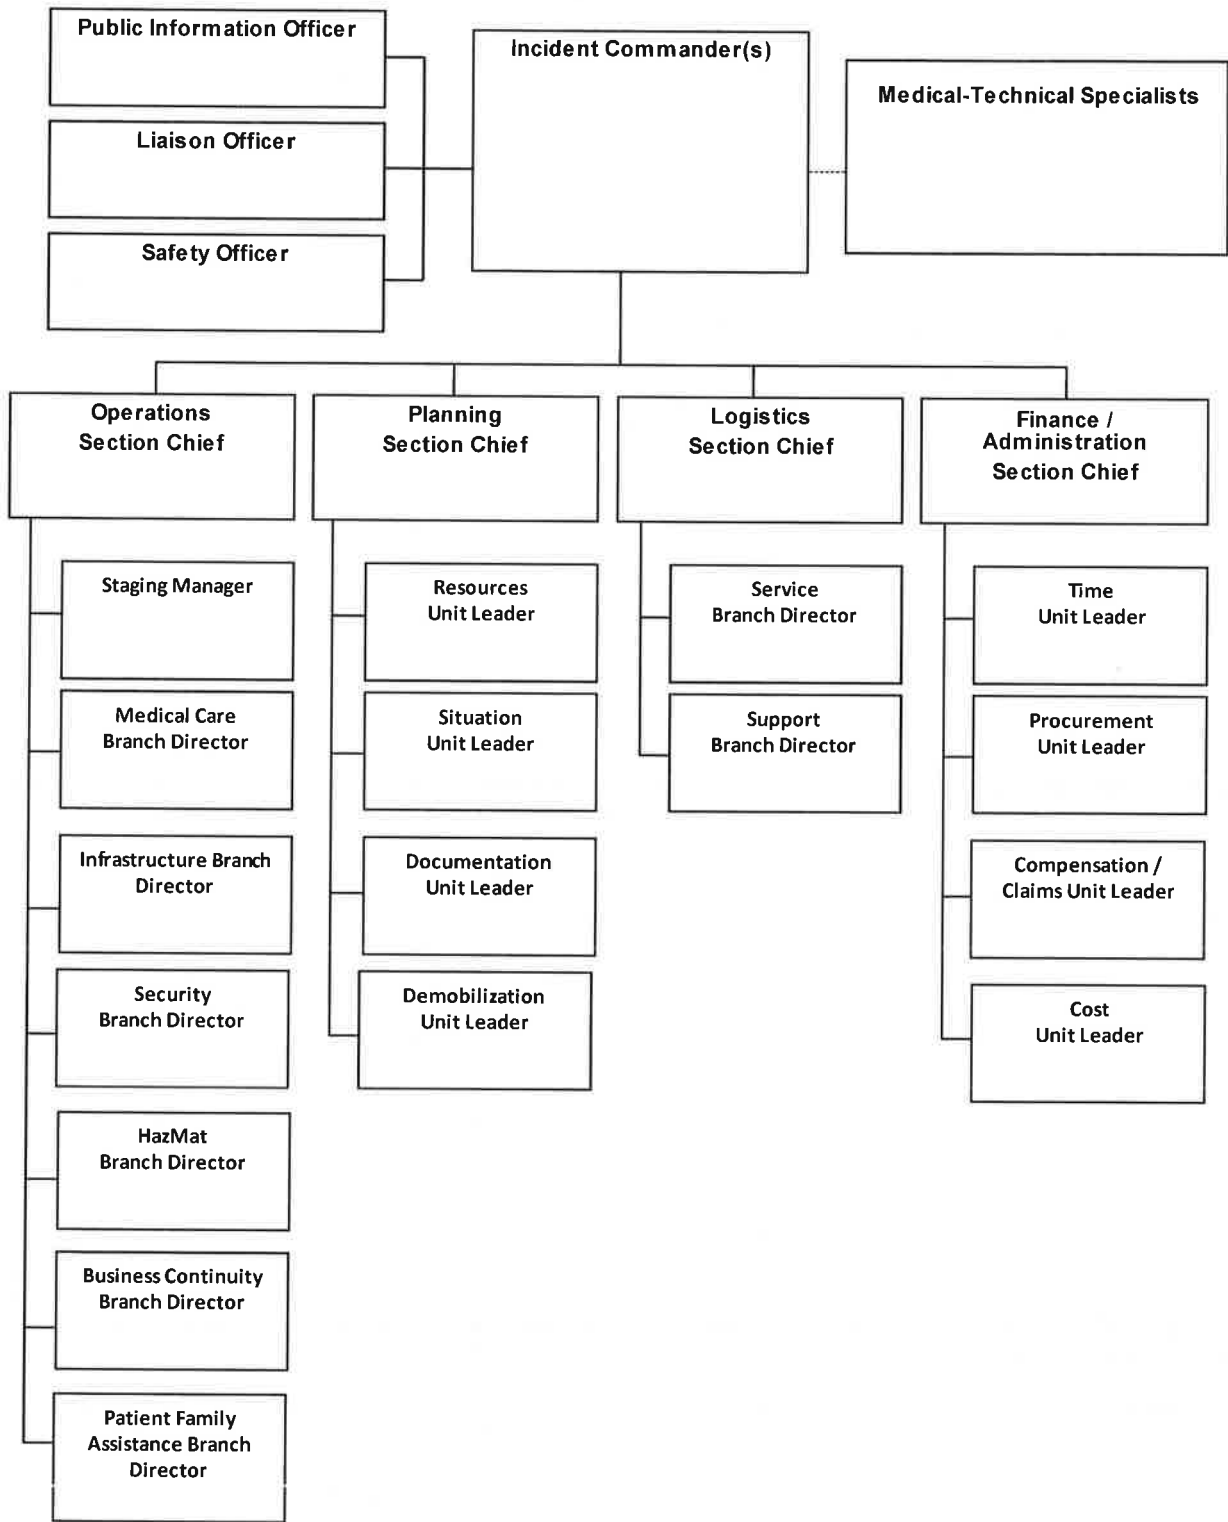 Public Information Officer
Incident Commander(s)
Medical-Technical Specialists
Liaison Officer
Safety Officer
Operations
Section Chief
Planning
Section Chief
Logistics
Section Chief
Finance /
Administration
Section Chief
Staging Manager
Medical Care
Branch Director
Infrastructure Branch
Director
Security
Branch Director
HazMat
Branch Director
Business Continuity
Branch Director
Patient Family
Assistance Branch
Director
Resources
Unit Leader
Situation
Unit Leader
Documentation
Unit Leader
Demobilization
Unit Leader
Service
Branch Director
Support
Branch Director
Time
Unit Leader
Procurement
Unit Leader
Compensation /
Claims Unit Leader
Cost
Unit Leader